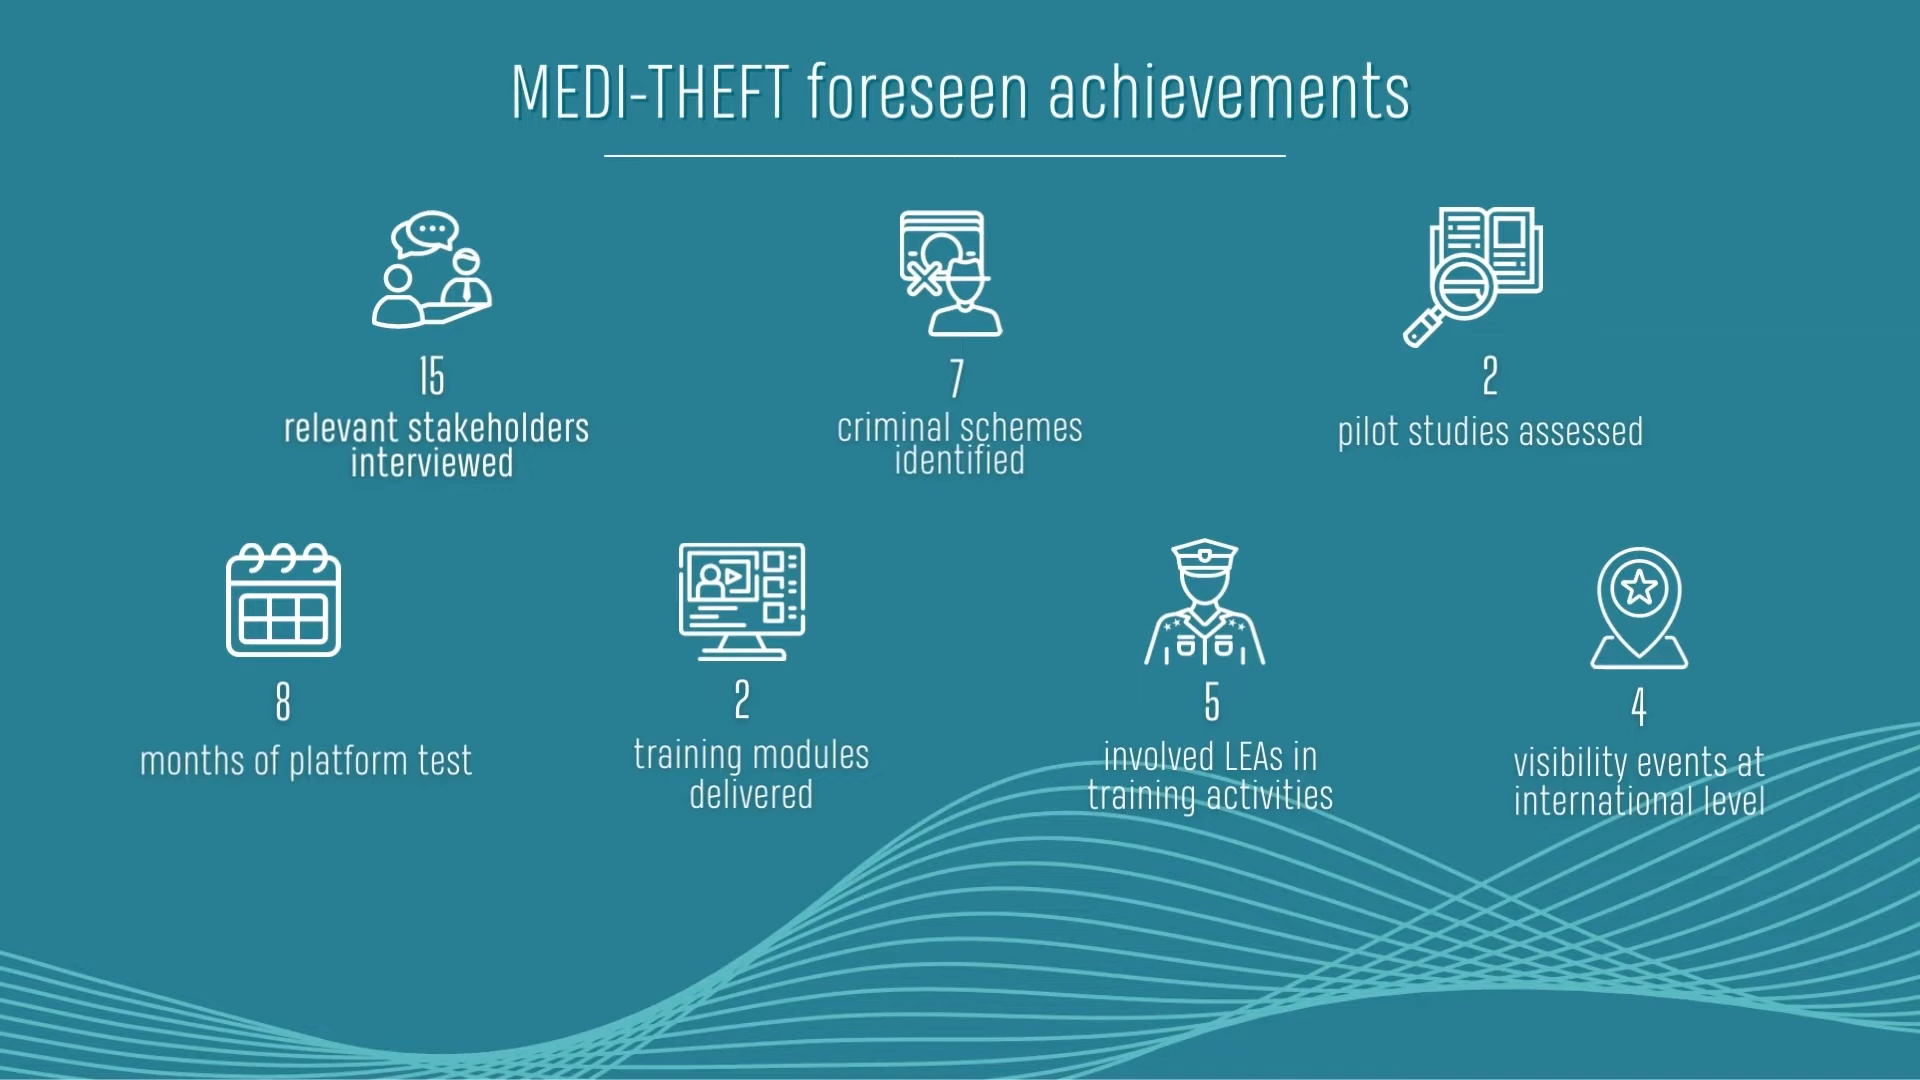 MEDI-THEFT foreseen achievements
15
relevant stakeholders
interviewed
7
criminal schemes
identified
2
pilot studies assessed
8
months of platform test
2
training modules
delivered
5
involved LEAs in
training activities
4
visibility events at
international level